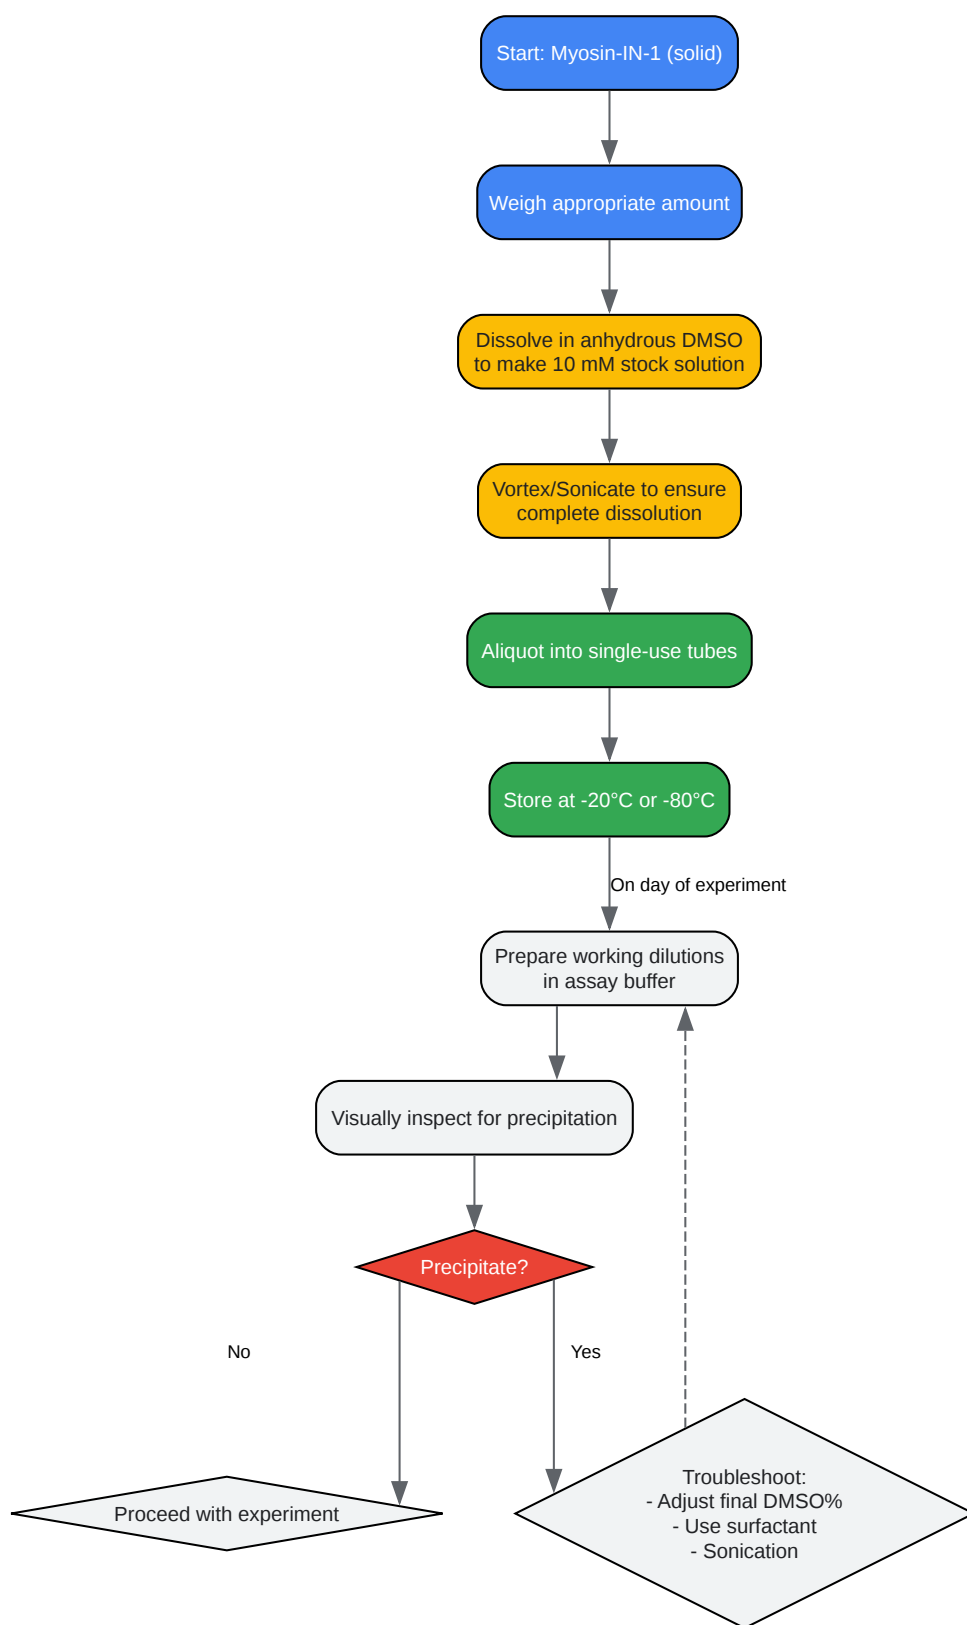 Start: Myosin-IN-1 (solid)
Weigh appropriate amount
Dissolve in anhydrous DMSO
to make 10 mM stock solution
Vortex/Sonicate to ensure
complete dissolution
Aliquot into single-use tubes
Store at -20°C or -80°C
On day of experiment
Prepare working dilutions
in assay buffer
Visually inspect for precipitation
Precipitate?
No
Yes
Proceed with experiment
Troubleshoot:
- Adjust final DMSO%
- Use surfactant
- Sonication